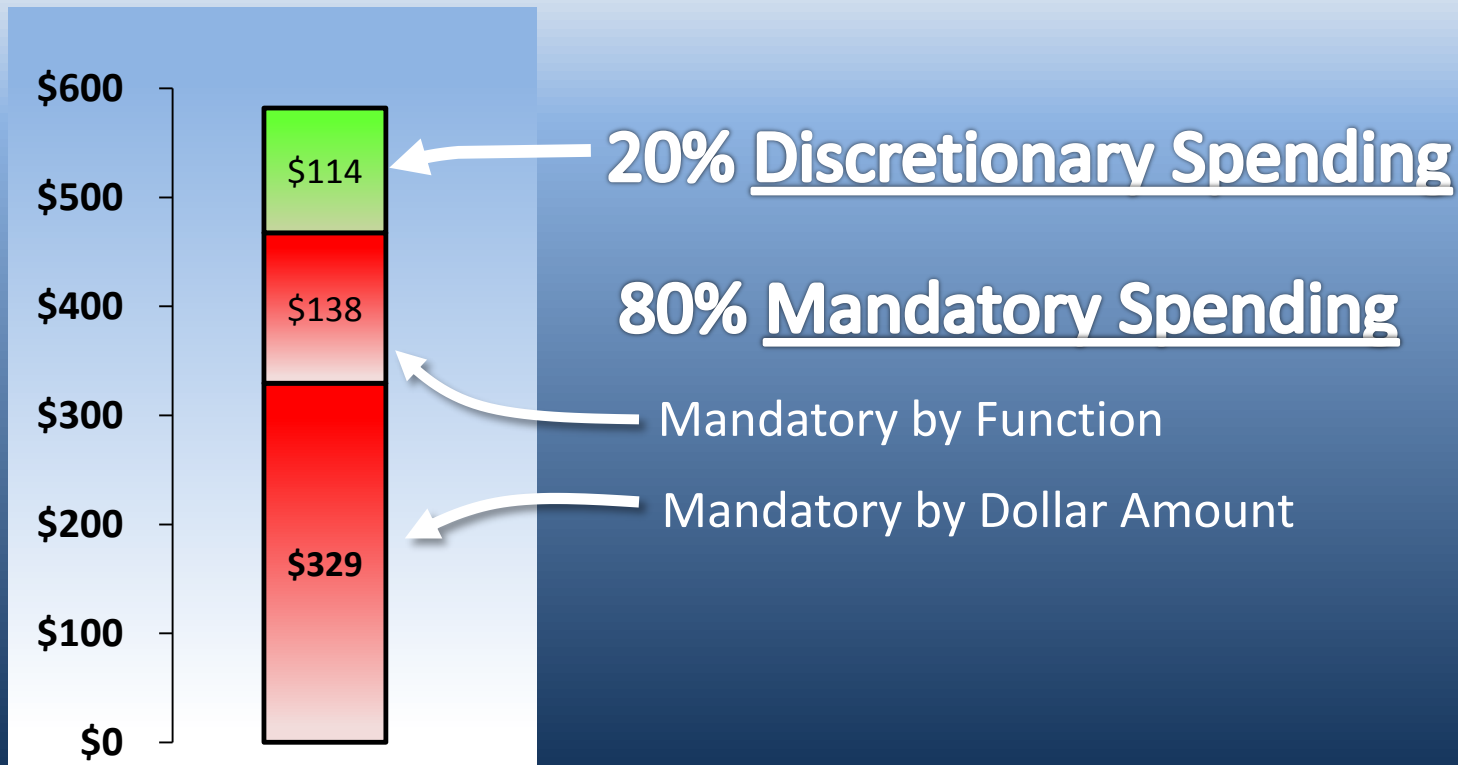 $600
$500
$400
$300
$200
$100
$0
$114
$138
$329
20% Discretionary Spending
80% Mandatory Spending
Mandatory by Function
Mandatory by Dollar Amount